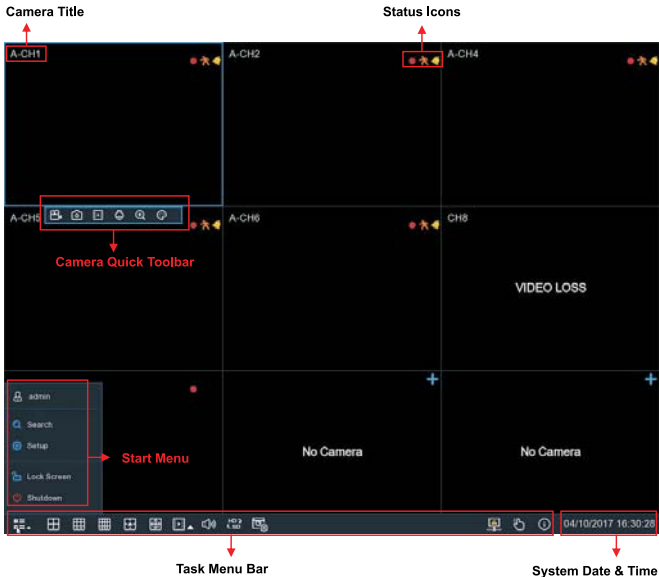 Camera Title
Status Icons
A-CH1
A-CH2
A-CH4
A-CH5
A-CH6
CH8
Camera Quick Toolbar
VIDEO LOSS
admin
Search
Setup
Lock Screen
Shutdown
Start Menu
No Camera
No Camera
04/10/2017 16:30:28
Task Menu Bar
System Date & Time